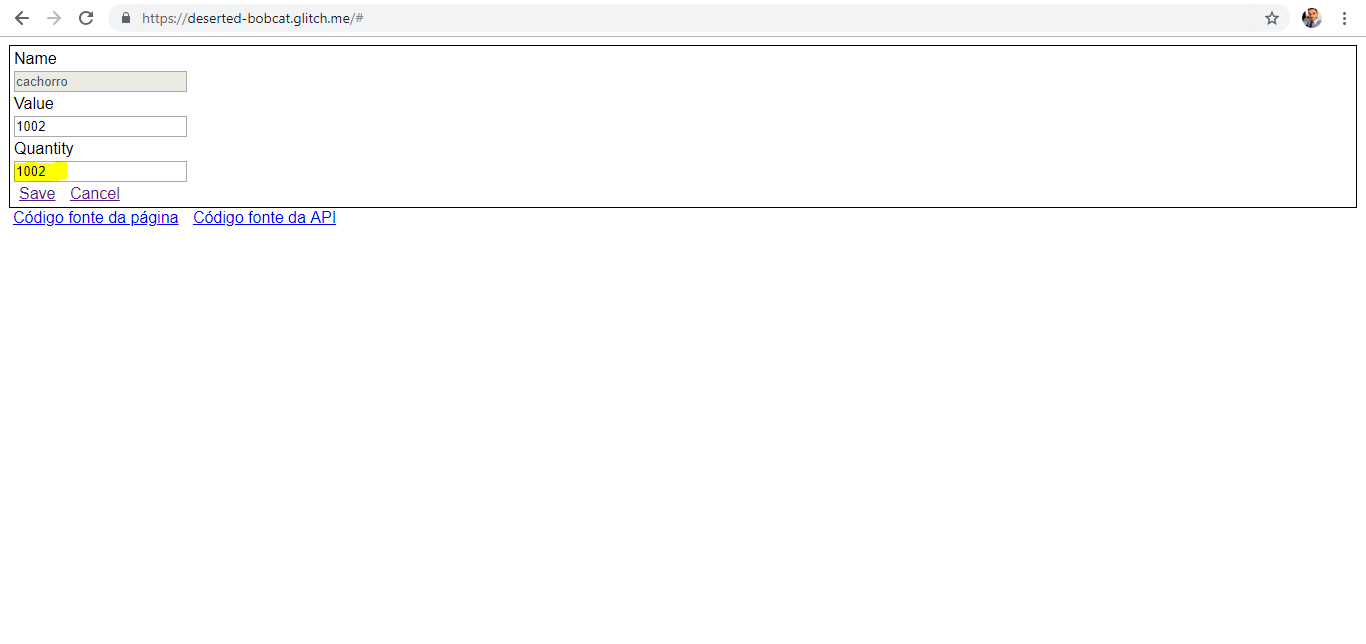 https://deserted-bobcat.glitch.me/#
Name
cachorro
Value
1002
Quantity
1002
Save Cancel
Código fonte da página Código fonte da API